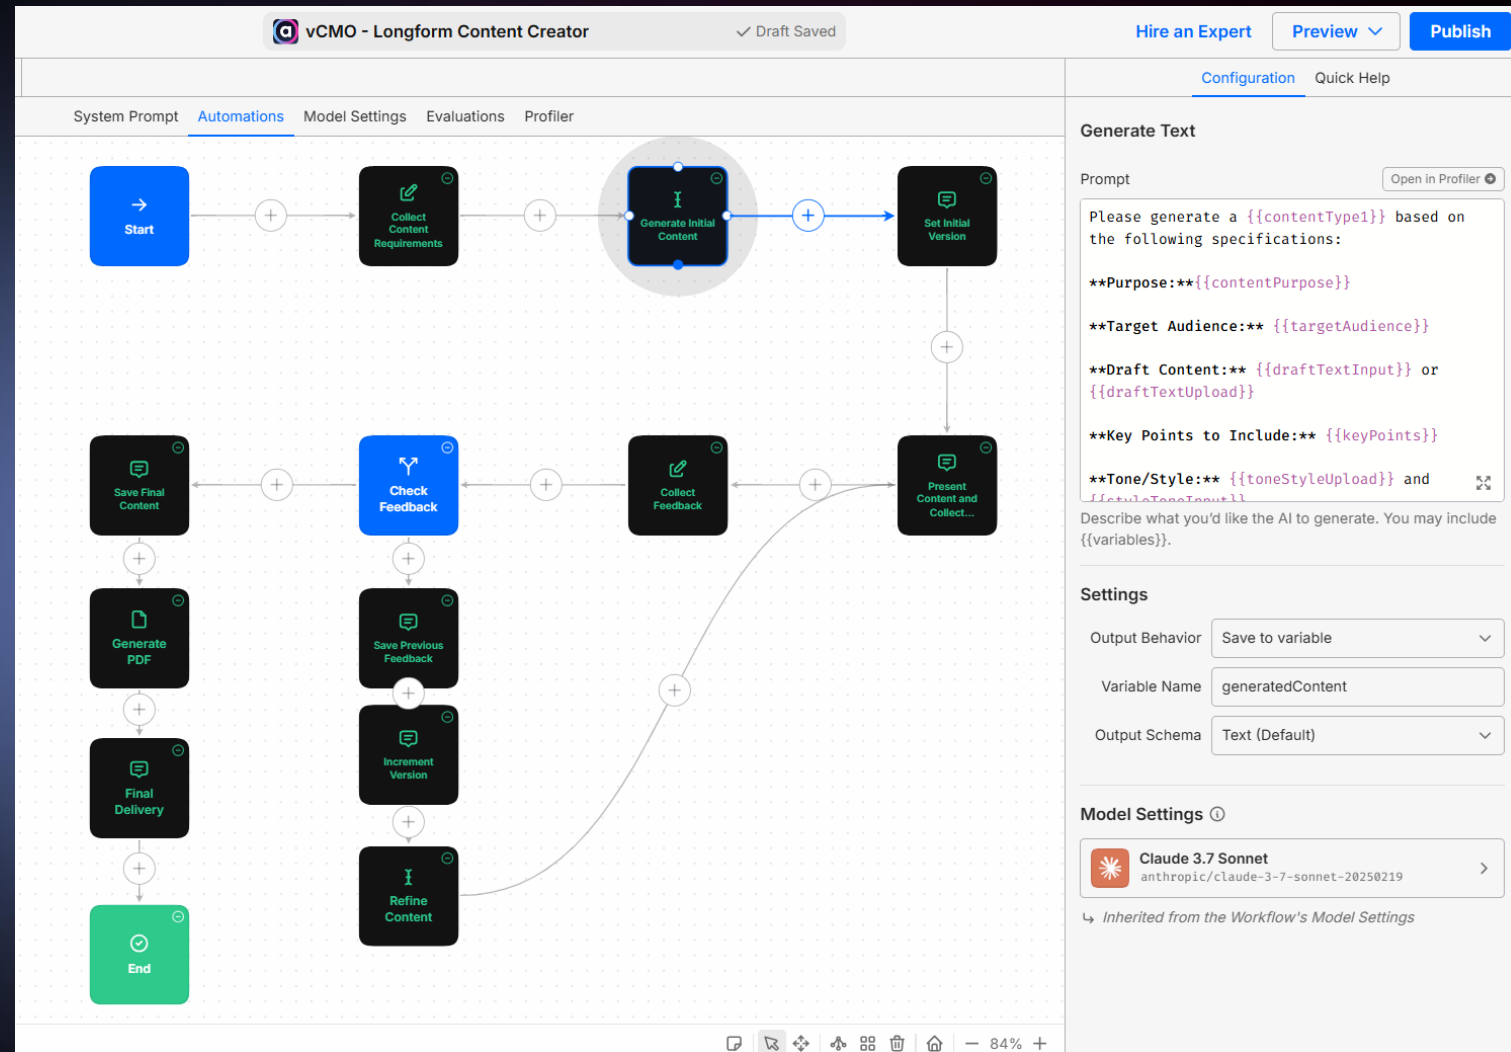 vCMO - Longform Content Creator
Draft Saved
Hire an Expert
Preview
Publish
Configuration
Quick Help
System Prompt
Automations
Model Settings
Evaluations
Profiler
Start
Collect
Content
Requirements
Generate Initial
Content
Set Initial
Version
Save Final
Content
Check
Feedback
Collect
Feedback
Present
Content and
Collect...
Generate
PDF
Save Previous
Feedback
Final
Delivery
Increment
Version
Refine
Content
End
84%
Generate Text
Prompt
Open in Profiler
Please generate a {{contentType1}} based on
the following specifications:
**Purpose:**{{contentPurpose}}
**Target Audience:** {{targetAudience}}
**Draft Content:** {{draftTextInput}} or
{{draftTextUpload}}
**Key Points to Include:** {{keyPoints}}
**Tone/Style:** {{toneStyleUpload}} and
{{styleToneInput}}
Describe what you'd like the AI to generate. You may include
{{variables}}.
Settings
Output Behavior
Save to variable
Variable Name
generatedContent
Output Schema
Text (Default)
Model Settings
Claude 3.7 Sonnet
anthropic/claude-3-7-sonnet-20250219
Inherited from the Workflow's Model Settings